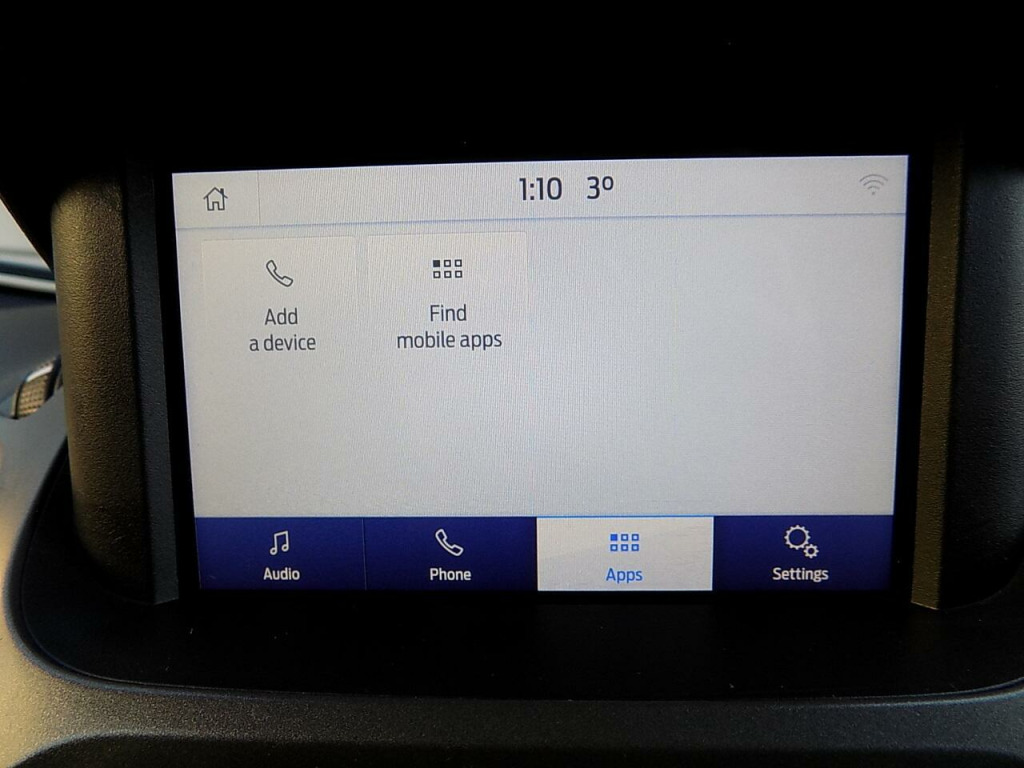 1:10 3º
Add
a device
Find
mobile apps
Audio
Phone
Apps
Settings